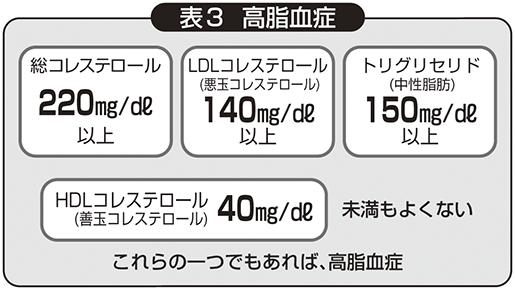 表3 高脂血症
総コレステロール
220mg/dℓ
以上
LDLコレステロール
(悪玉コレステロール)
140mg/dℓ
以上
トリグリセリド
(中性脂肪)
150mg/dℓ
以上
HDLコレステロール
(善玉コレステロール)
40mg/dℓ
未満もよくない
これらの一つでもあれば、高脂血症